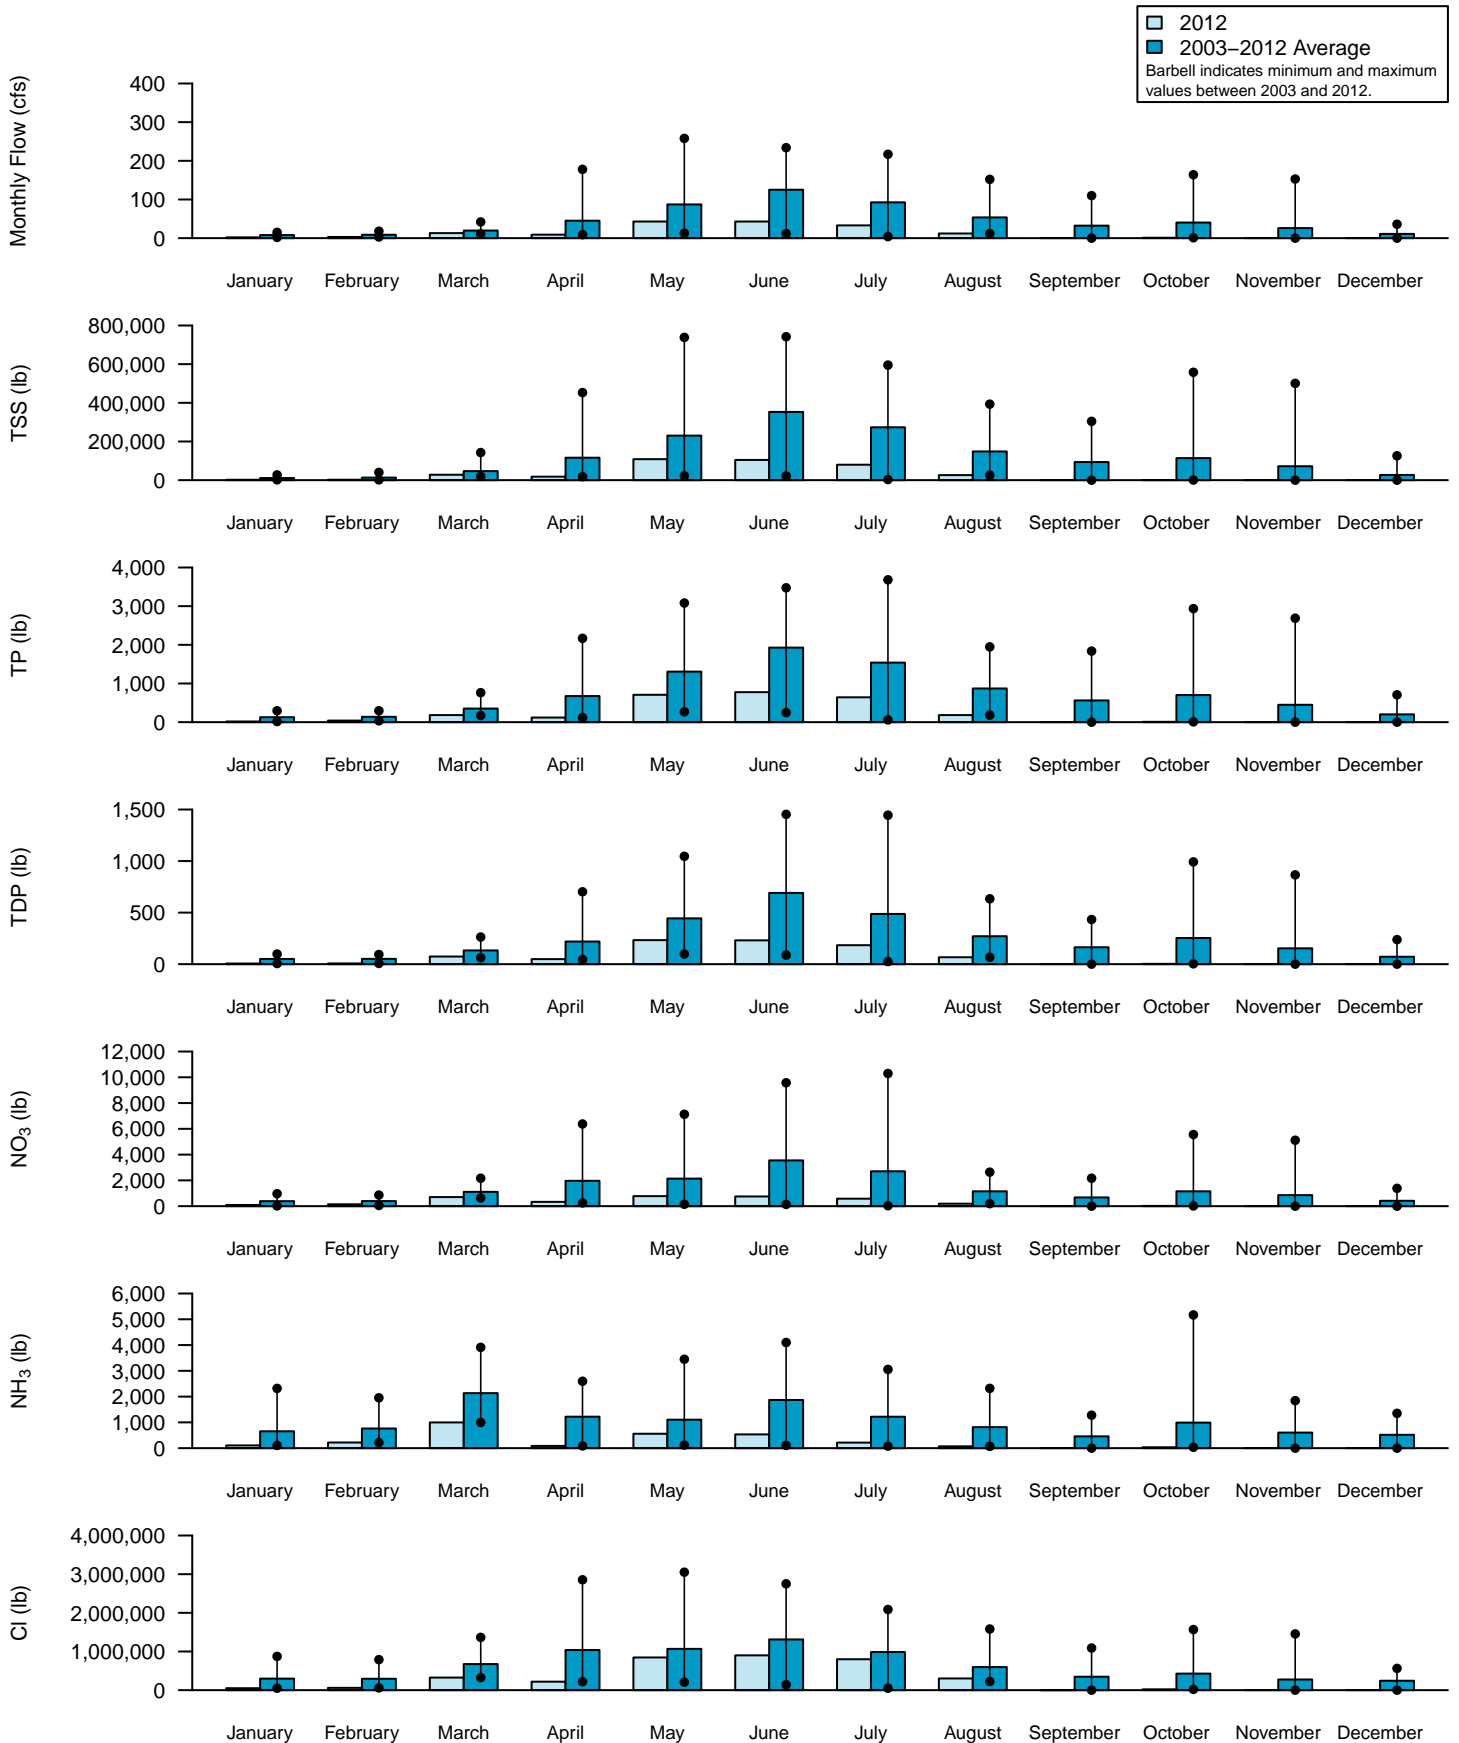 2012
2003–2012 Average
Barbell indicates minimum and maximum
values between 2003 and 2012.
Monthly Flow (cfs)
400
300
200
100
0
January February March April May June July August September October November December
TSS (lb)
800,000
600,000
400,000
200,000
0
January February March April May June July August September October November December
TP (lb)
4,000
3,000
2,000
1,000
0
January February March April May June July August September October November December
TDP (lb)
1,500
1,000
500
0
January February March April May June July August September October November December
NO3 (lb)
12,000
10,000
8,000
6,000
4,000
2,000
0
January February March April May June July August September October November December
NH3 (lb)
6,000
5,000
4,000
3,000
2,000
1,000
0
January February March April May June July August September October November December
Cl (lb)
4,000,000
3,000,000
2,000,000
1,000,000
0
January February March April May June July August September October November December